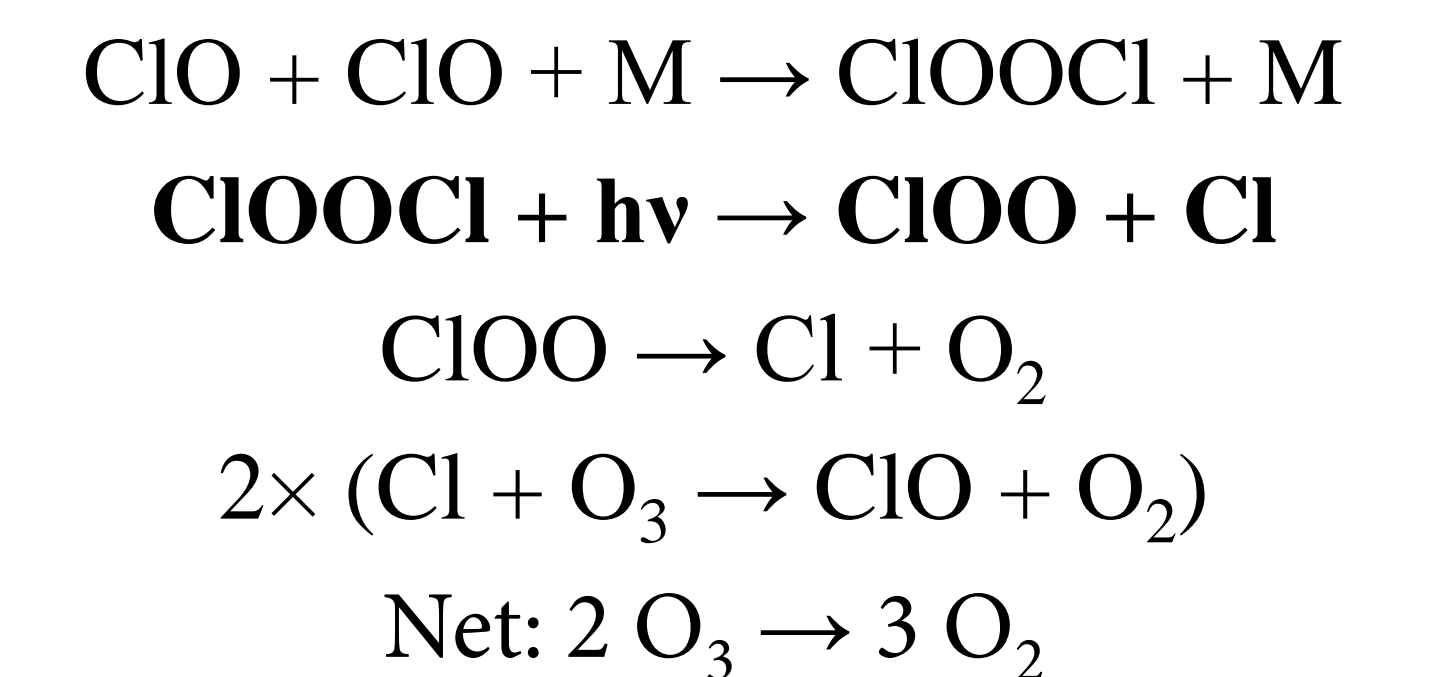 ClO + ClO + M → ClOOCl + M
ClOOCl + hν → ClOO + Cl
ClOO → Cl + O₂
2× (Cl + O₃ → ClO + O₂)
Net: 2 O₃ → 3 O₂